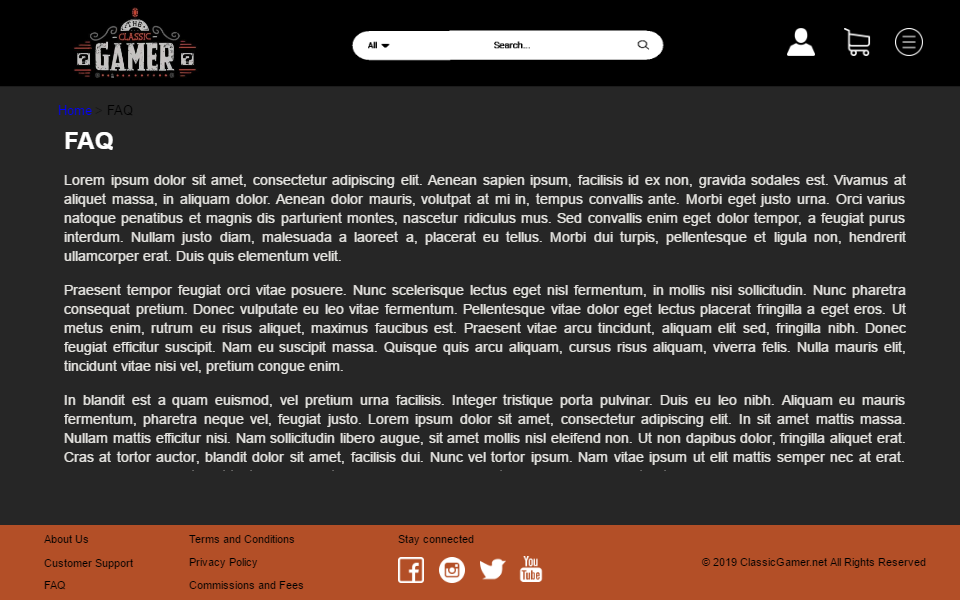 THE
CLASSIC
GAMER
All
Search...
Home > FAQ
FAQ
Lorem ipsum dolor sit amet, consectetur adipiscing elit. Aenean sapien ipsum, facilisis id ex non, gravida sodales est. Vivamus at
aliquet massa, in aliquam dolor. Aenean dolor mauris, volutpat at mi in, tempus convallis ante. Morbi eget justo urna. Orci varius
natoque penatibus et magnis dis parturient montes, nascetur ridiculus mus. Sed convallis enim eget dolor tempor, a feugiat purus
interdum. Nullam justo diam, malesuada a laoreet a, placerat eu tellus. Morbi dui turpis, pellentesque et ligula non, hendrerit
ullamcorper erat. Duis quis elementum velit.
Praesent tempor feugiat orci vitae posuere. Nunc scelerisque lectus eget nisl fermentum, in mollis nisi sollicitudin. Nunc pharetra
consequat pretium. Donec vulputate eu leo vitae fermentum. Pellentesque vitae dolor eget lectus placerat fringilla a eget eros. Ut
metus enim, rutrum eu risus aliquet, maximus faucibus est. Praesent vitae arcu tincidunt, aliquam elit sed, fringilla nibh. Donec
feugiat efficitur suscipit. Nam eu suscipit massa. Quisque quis arcu aliquam, cursus risus aliquam, viverra felis. Nulla mauris elit,
tincidunt vitae nisi vel, pretium congue enim.
In blandit est a quam euismod, vel pretium urna facilisis. Integer tristique porta pulvinar. Duis eu leo nibh. Aliquam eu mauris
fermentum, pharetra neque vel, feugiat justo. Lorem ipsum dolor sit amet, consectetur adipiscing elit. In sit amet mattis massa.
Nullam mattis efficitur nisi. Nam sollicitudin libero augue, sit amet mollis nisl eleifend non. Ut non dapibus dolor, fringilla aliquet erat.
Cras at tortor auctor, blandit dolor sit amet, facilisis dui. Nunc vel tortor ipsum. Nam vitae ipsum ut elit mattis semper nec at erat.
About Us
Customer Support
FAQ
Terms and Conditions
Privacy Policy
Commissions and Fees
Stay connected
You
Tube
© 2019 ClassicGamer.net All Rights Reserved